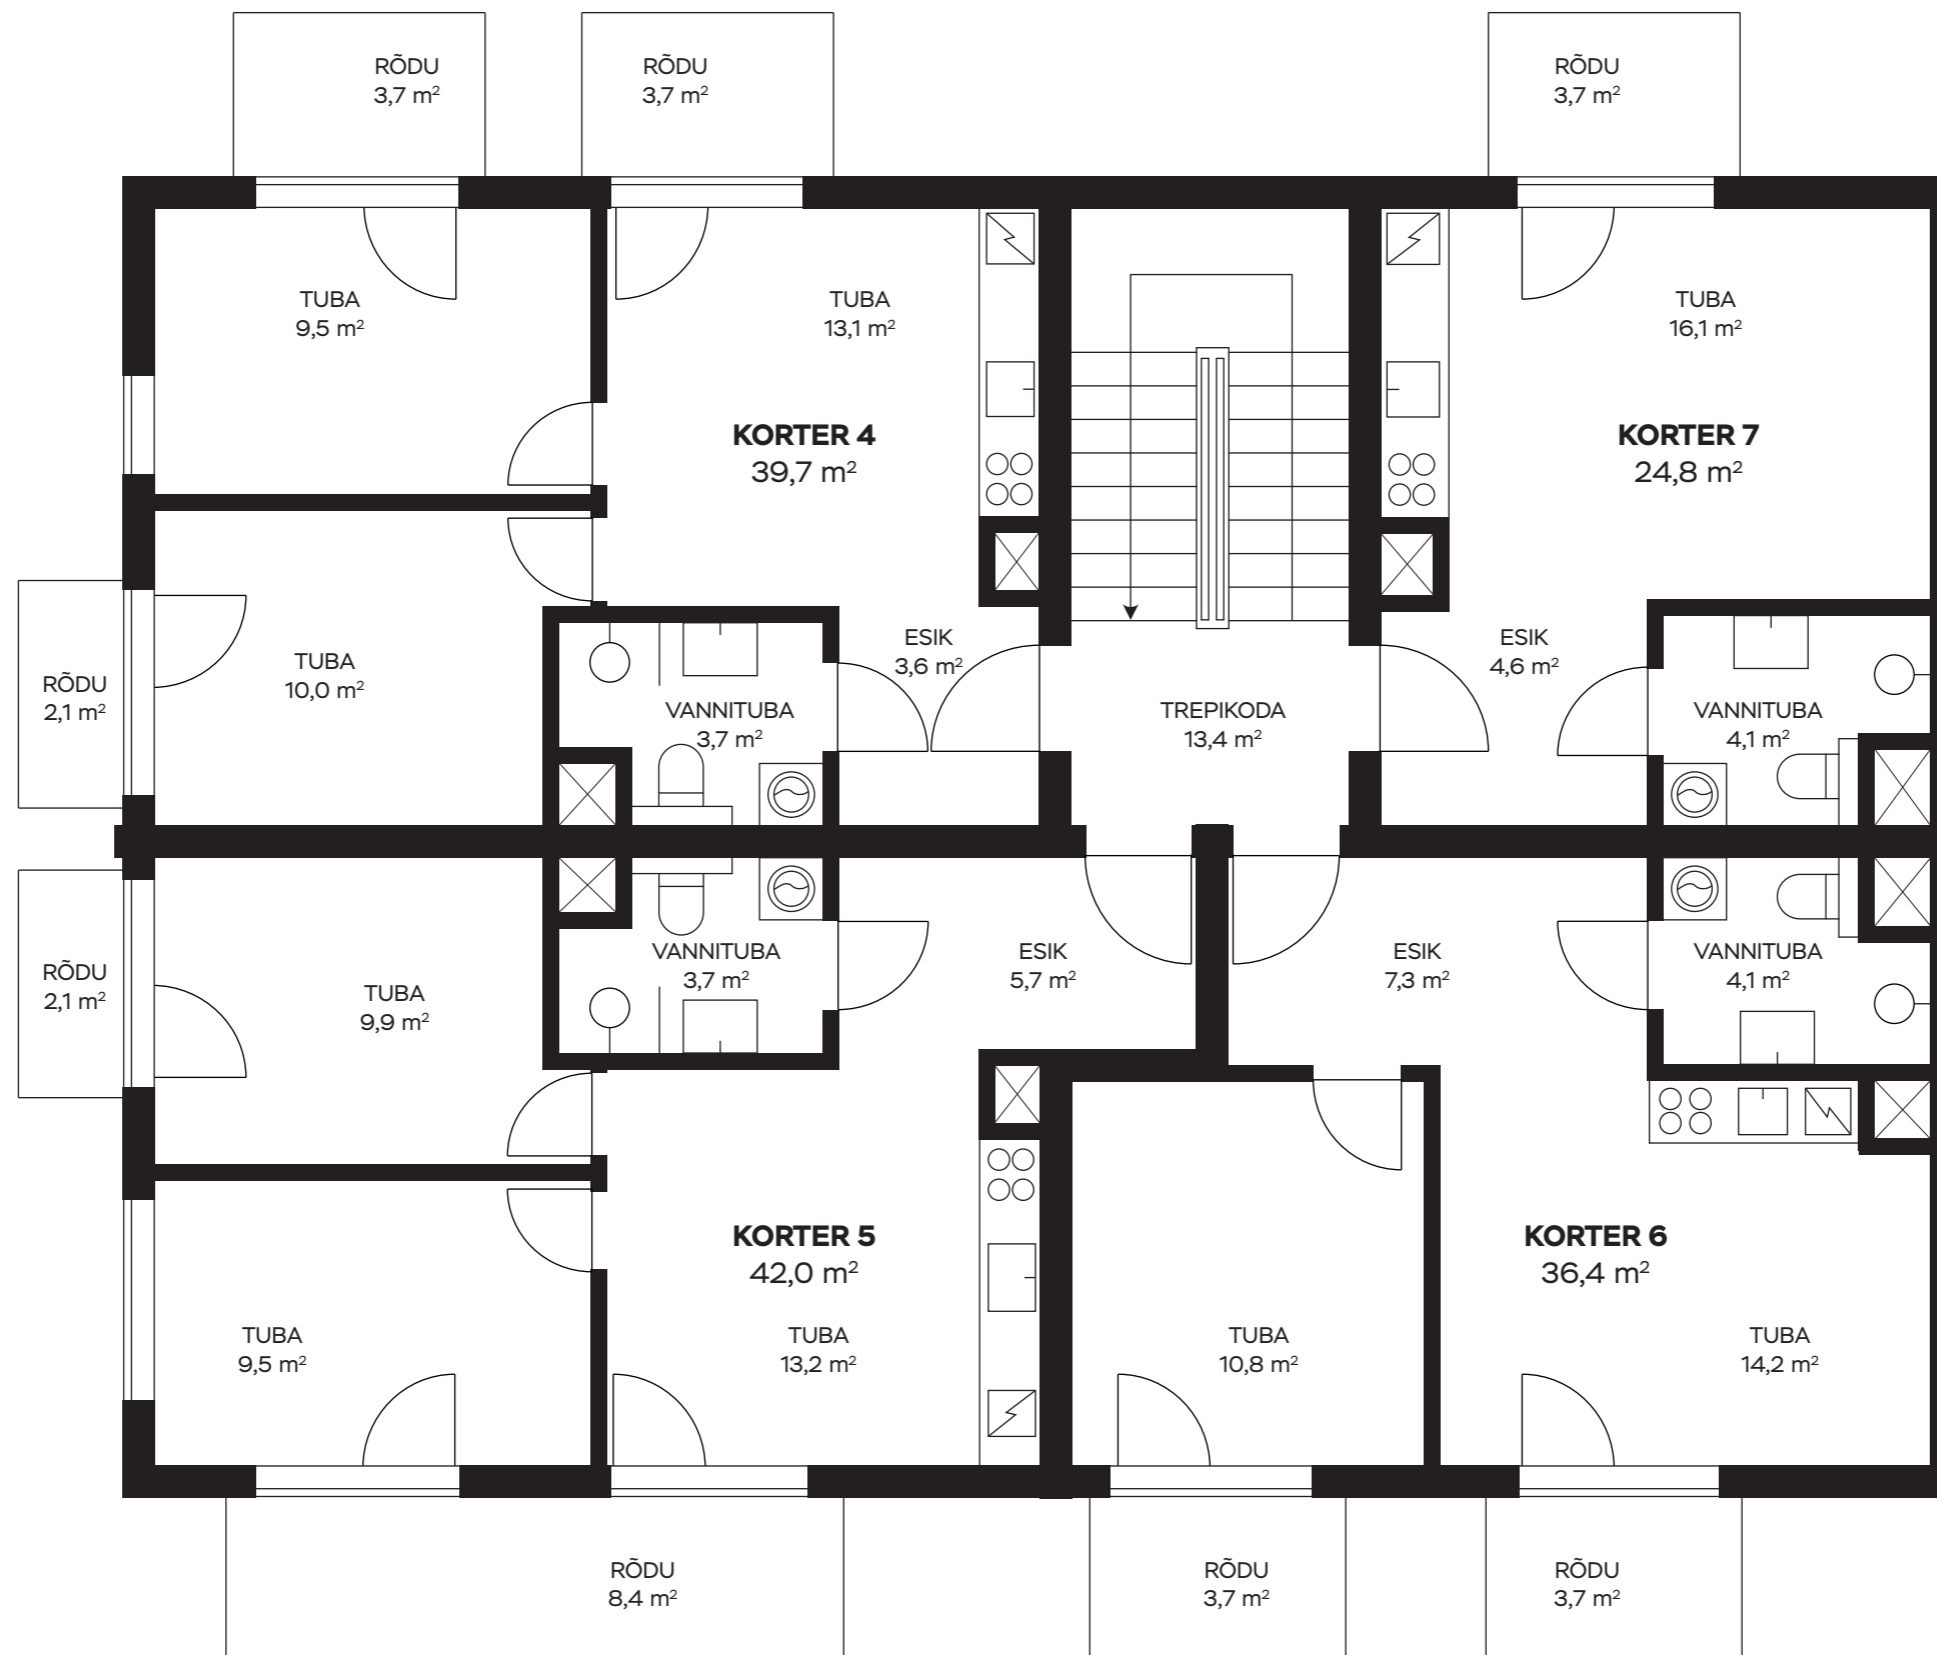 RÕDU
3,7 m²
RÕDU
3,7 m²
RÕDU
3,7 m²
TUBA
9,5 m²
TUBA
13,1 m²
TUBA
16,1 m²
KORTER 4
39,7 m²
KORTER 7
24,8 m²
ESIK
3,6 m²
ESIK
4,6 m²
TUBA
10,0 m²
RÕDU
2,1 m²
VANNITUBA
3,7 m²
TREPIKODA
13,4 m²
VANNITUBA
4,1 m²
RÕDU
2,1 m²
TUBA
9,9 m²
VANNITUBA
3,7 m²
ESIK
5,7 m²
ESIK
7,3 m²
VANNITUBA
4,1 m²
KORTER 5
42,0 m²
KORTER 6
36,4 m²
TUBA
9,5 m²
TUBA
13,2 m²
TUBA
10,8 m²
TUBA
14,2 m²
RÕDU
8,4 m²
RÕDU
3,7 m²
RÕDU
3,7 m²